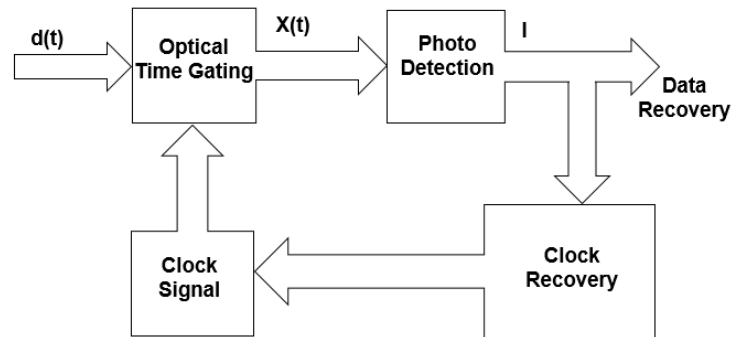 d(t)
Optical
Time Gating
X(t)
Photo
Detection
I
Data
Recovery
Clock
Signal
Clock
Recovery